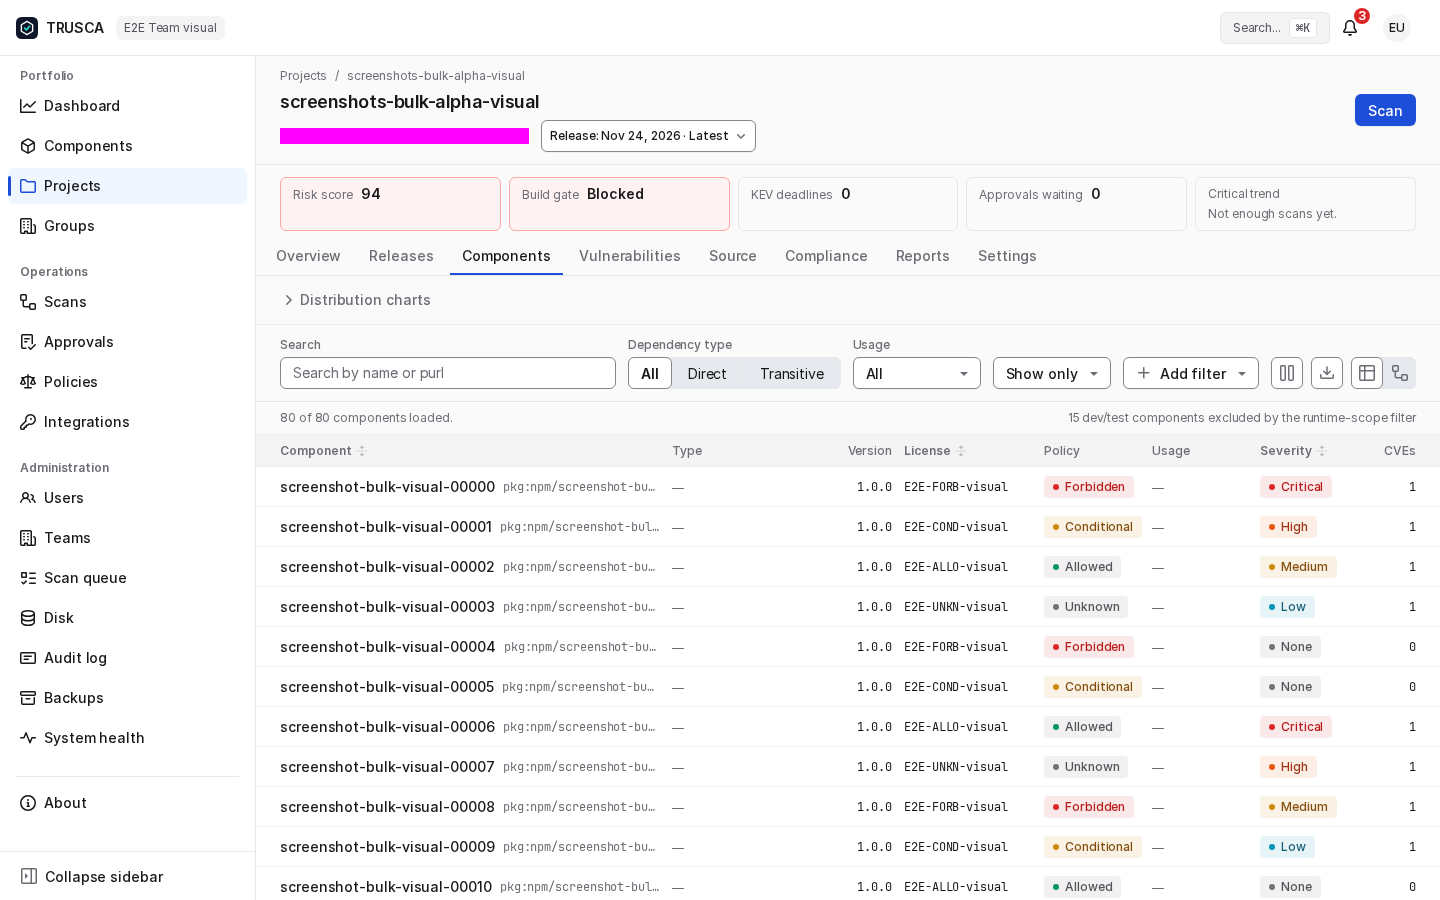 TRUSCA E2E Team visual Search... ⌘K 3 EU
Portfolio
Dashboard
Components
Projects
Groups
Operations
Scans
Approvals
Policies
Integrations
Administration
Users
Teams
Scan queue
Disk
Audit log
Backups
System health
About
Collapse sidebar
Projects / screenshots-bulk-alpha-visual
screenshots-bulk-alpha-visual
Release: Nov 24, 2026 · Latest
Scan
Risk score 94
Build gate Blocked
KEV deadlines 0
Approvals waiting 0
Critical trend
Not enough scans yet.
Overview Releases Components Vulnerabilities Source Compliance Reports Settings
Distribution charts
Search Dependency type Usage
Search by name or purl All Direct Transitive All Show only Add filter
80 of 80 components loaded. 15 dev/test components excluded by the runtime-scope filter
Component Type Version License Policy Usage Severity CVEs
screenshot-bulk-visual-00000 pkg:npm/screenshot-bu… — 1.0.0 E2E-FORB-visual Forbidden — Critical 1
screenshot-bulk-visual-00001 pkg:npm/screenshot-bul… — 1.0.0 E2E-COND-visual Conditional — High 1
screenshot-bulk-visual-00002 pkg:npm/screenshot-bu… — 1.0.0 E2E-ALLO-visual Allowed — Medium 1
screenshot-bulk-visual-00003 pkg:npm/screenshot-bu… — 1.0.0 E2E-UNKN-visual Unknown — Low 1
screenshot-bulk-visual-00004 pkg:npm/screenshot-bu… — 1.0.0 E2E-FORB-visual Forbidden — None 0
screenshot-bulk-visual-00005 pkg:npm/screenshot-bu… — 1.0.0 E2E-COND-visual Conditional — None 0
screenshot-bulk-visual-00006 pkg:npm/screenshot-bu… — 1.0.0 E2E-ALLO-visual Allowed — Critical 1
screenshot-bulk-visual-00007 pkg:npm/screenshot-bu… — 1.0.0 E2E-UNKN-visual Unknown — High 1
screenshot-bulk-visual-00008 pkg:npm/screenshot-bu… — 1.0.0 E2E-FORB-visual Forbidden — Medium 1
screenshot-bulk-visual-00009 pkg:npm/screenshot-bu… — 1.0.0 E2E-COND-visual Conditional — Low 1
screenshot-bulk-visual-00010 pkg:npm/screenshot-bul… — 1.0.0 E2E-ALLO-visual Allowed — None 0